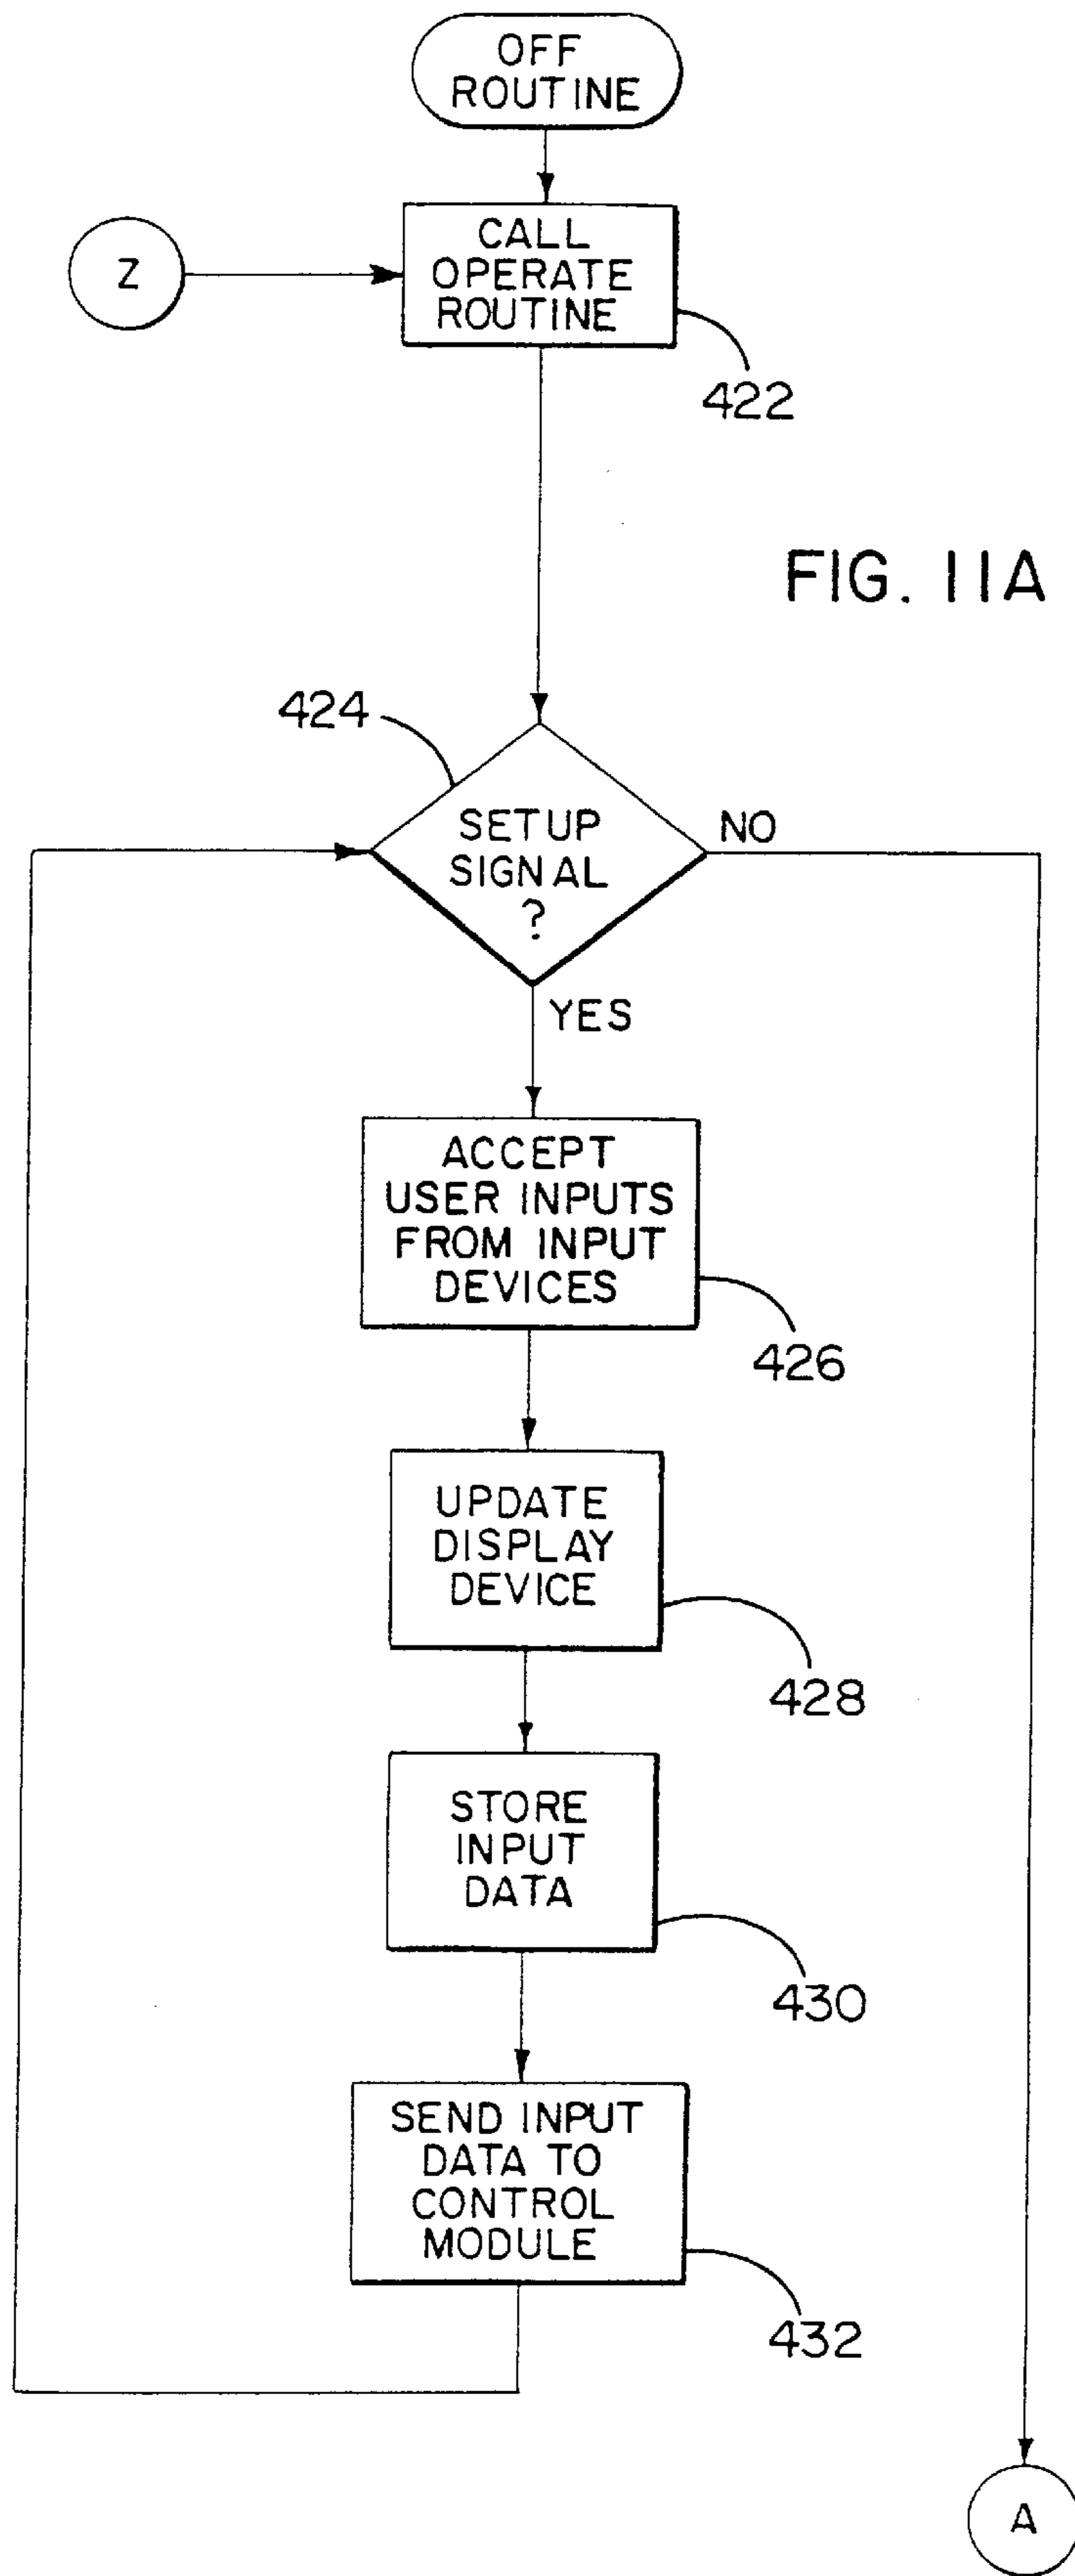 OFF
ROUTINE
Z
CALL
OPERATE
ROUTINE
422
FIG. 11A
424
SETUP
SIGNAL
?
NO
YES
ACCEPT
USER INPUTS
FROM INPUT
DEVICES
426
UPDATE
DISPLAY
DEVICE
428
STORE
INPUT
DATA
430
SEND INPUT
DATA TO
CONTROL
MODULE
432
A